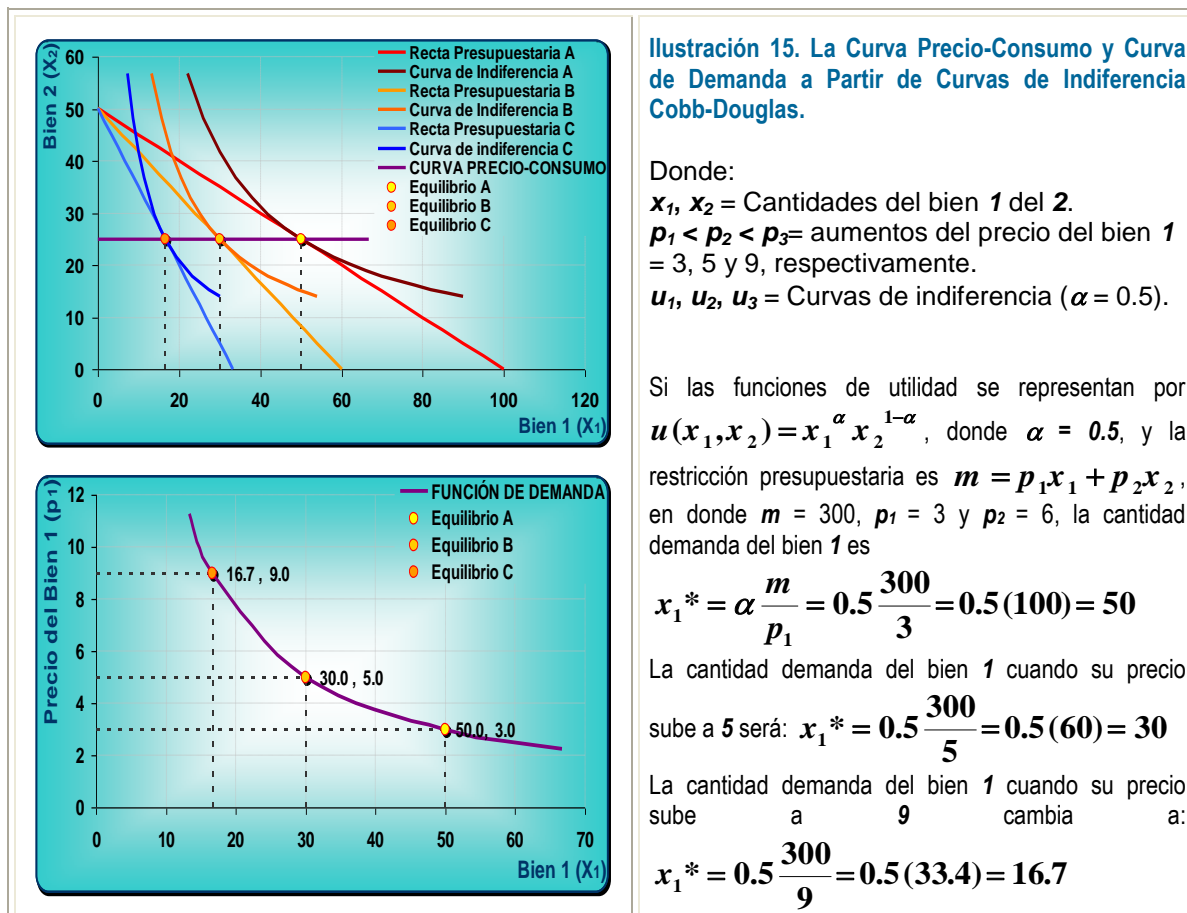 Bien 2 (X2)
60
50
40
30
20
10
0
0 20 40 60 80 100 120
Bien 1 (X1)
Recta Presupuestaria A
Curva de Indiferencia A
Recta Presupuestaria B
Curva de Indiferencia B
Recta Presupuestaria C
Curva de indiferencia C
CURVA PRECIO-CONSUMO
Equilibrio A
Equilibrio B
Equilibrio C
Precio del Bien 1 (p1)
12
10
8
6
4
2
0
0 10 20 30 40 50 60 70
Bien 1 (X1)
FUNCIÓN DE DEMANDA
Equilibrio A
Equilibrio B
Equilibrio C
16.7 , 9.0
30.0 , 5.0
50.0, 3.0
Ilustración 15. La Curva Precio-Consumo y Curva
de Demanda a Partir de Curvas de Indiferencia
Cobb-Douglas.
Donde:
x1, x2 = Cantidades del bien 1 del 2.
p1 < p2 < p3= aumentos del precio del bien 1
= 3, 5 y 9, respectivamente.
u1, u2, u3 = Curvas de indiferencia (α = 0.5).
Si las funciones de utilidad se representan por
u(x1,x2) = x1^α x2^(1−α), donde α = 0.5, y la
restricción presupuestaria es m = p1x1 + p2x2,
en donde m = 300, p1 = 3 y p2 = 6, la cantidad
demanda del bien 1 es
x1* = α m/p1 = 0.5 300/3 = 0.5 (100) = 50
La cantidad demanda del bien 1 cuando su precio
sube a 5 será: x1* = 0.5 300/5 = 0.5 (60) = 30
La cantidad demanda del bien 1 cuando su precio
sube a 9 cambia a:
x1* = 0.5 300/9 = 0.5 (33.4) = 16.7